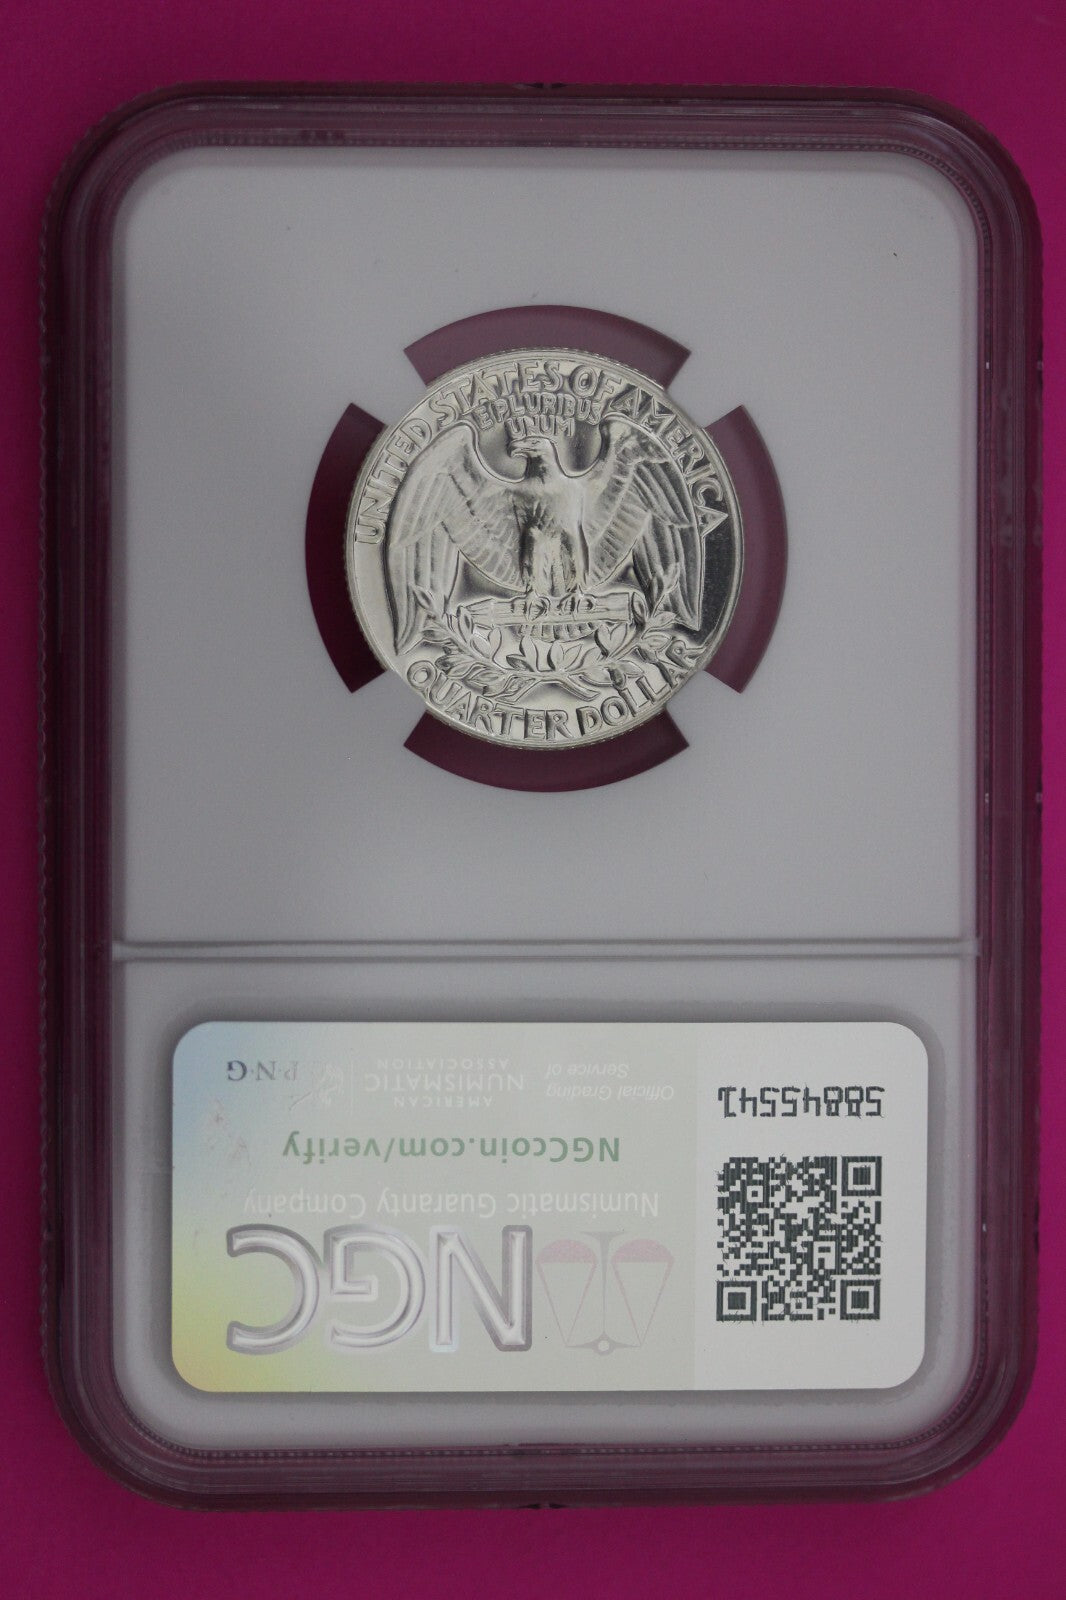 UNITED STATES OF AMERICA
E PLURIBUS
UNUM
QUARTER DOLLAR
NGC
Numismatic Guaranty Company
NGCcoin.com/verify
58845541
Official Grading
Service of
AMERICAN
NUMISMATIC
ASSOCIATION
P·N·G